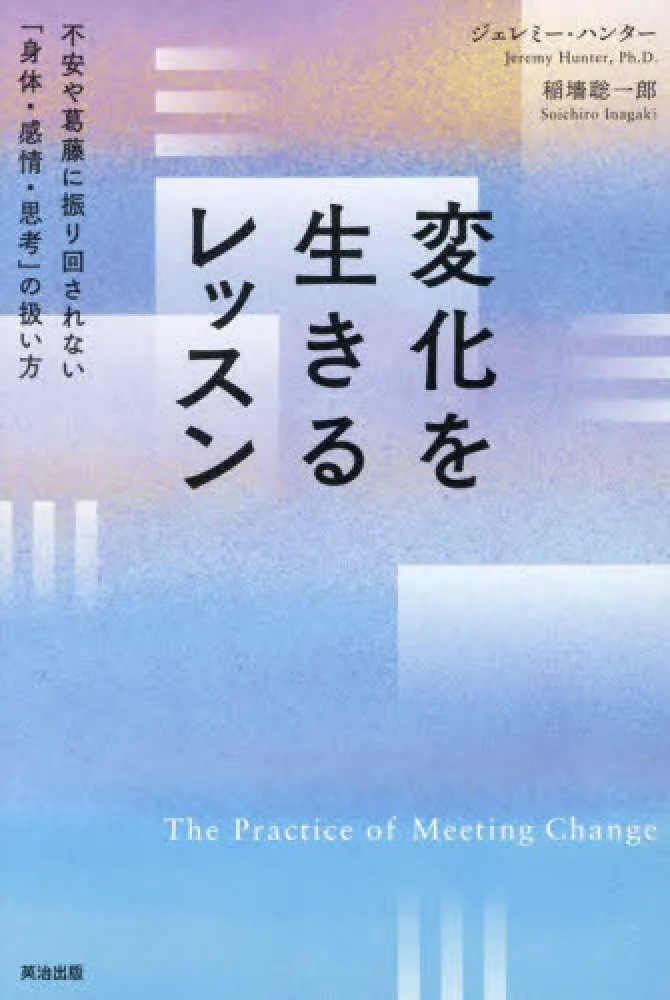 ジェレミー・ハンター
Jeremy Hunter, Ph.D.
稲墻聡一郎
Soichiro Inagaki
変化を
生きる
レッスン
不安や葛藤に振り回されない
「身体・感情・思考」の扱い方
The Practice of Meeting Change
英治出版